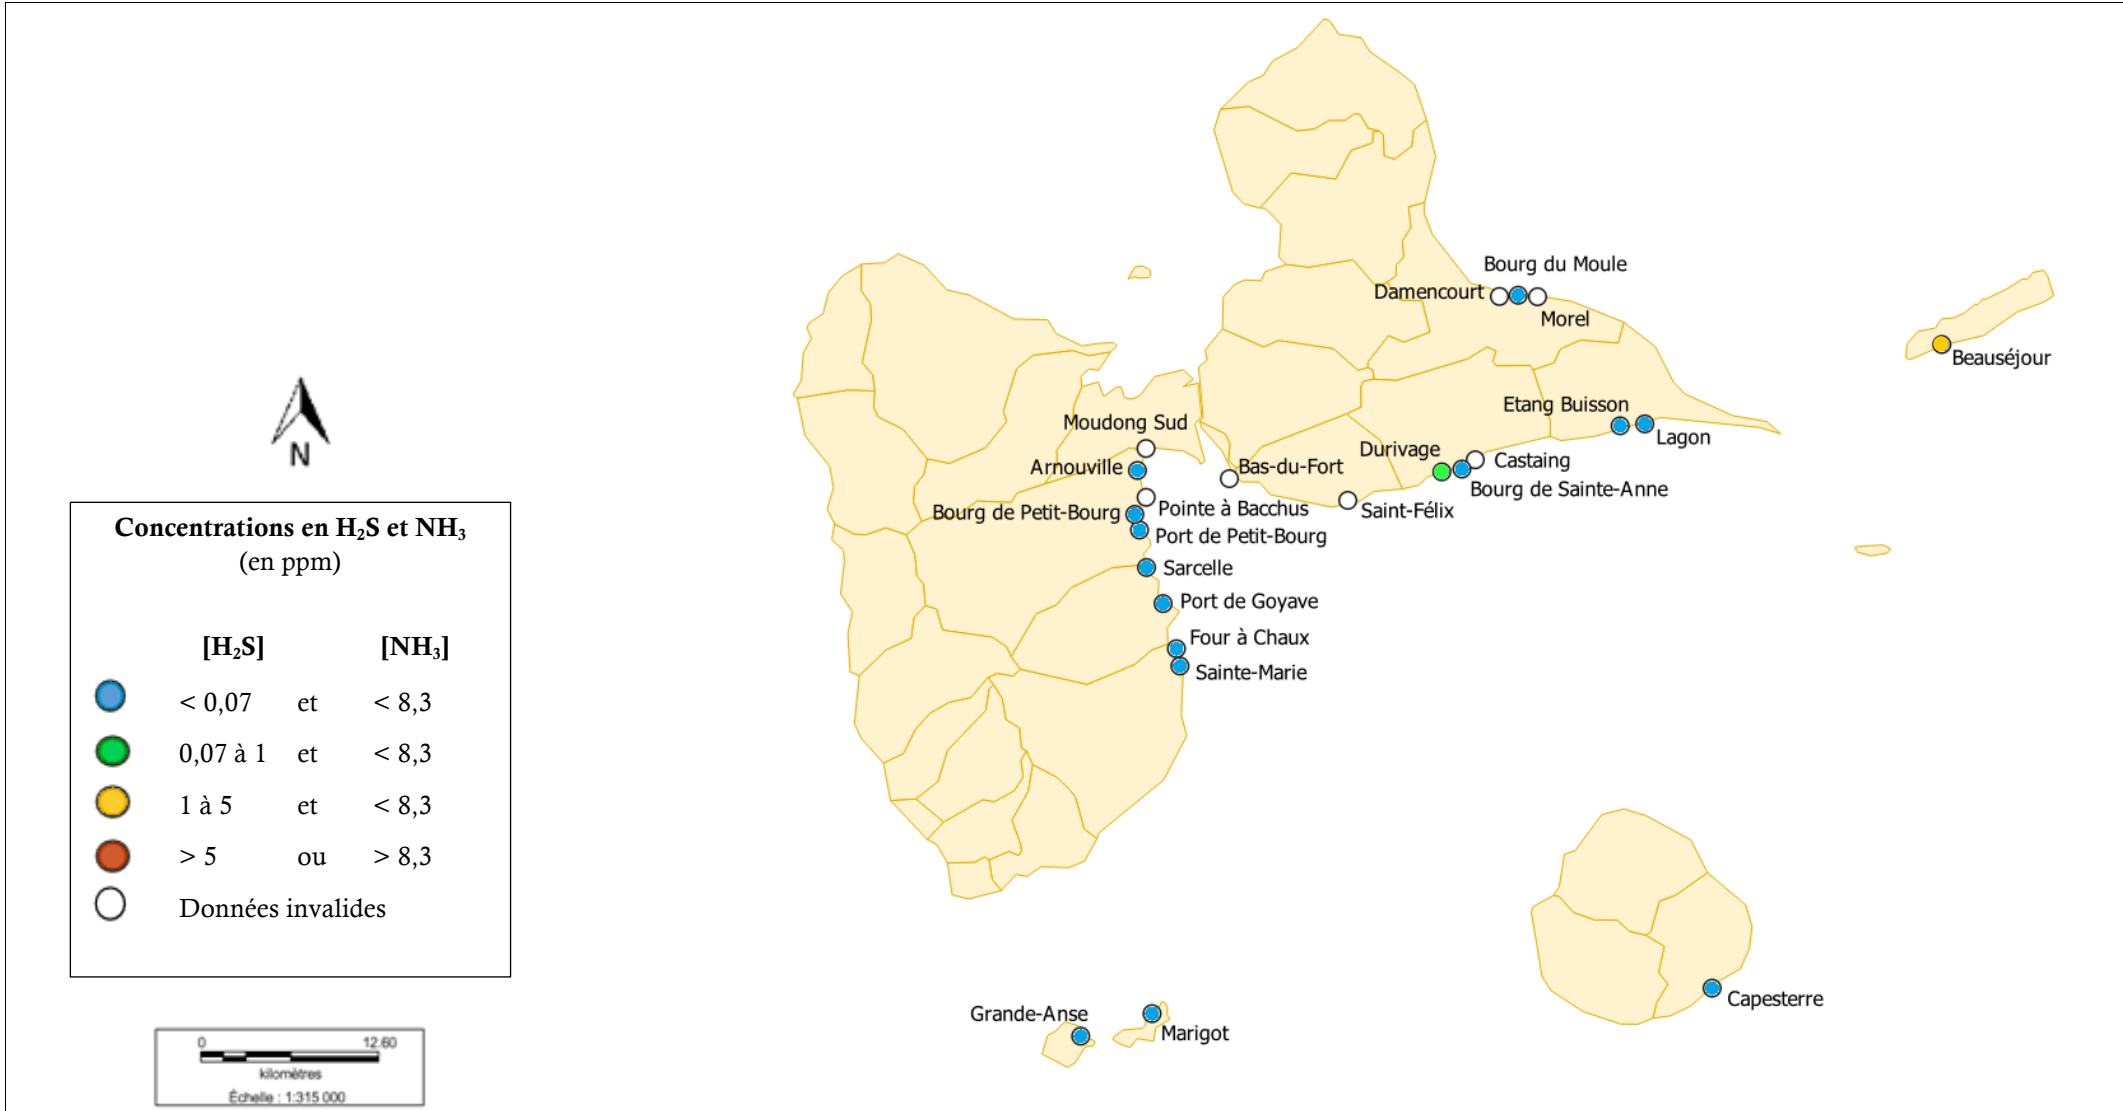 Bourg du Moule
Damencourt
Morel
Beauséjour
Etang Buisson
Lagon
Moudong Sud
Durivage
Castaing
Arnouville
Bas-du-Fort
Bourg de Sainte-Anne
Pointe à Bacchus
Saint-Félix
Bourg de Petit-Bourg
Port de Petit-Bourg
Sarcelle
Port de Goyave
Four à Chaux
Sainte-Marie
Capesterre
Grande-Anse
Marigot
N
Concentrations en H₂S et NH₃
(en ppm)
[H₂S] [NH₃]
< 0,07 et < 8,3
0,07 à 1 et < 8,3
1 à 5 et < 8,3
> 5 ou > 8,3
Données invalides
0 12.60
kilomètres
Échelle : 1:315 000